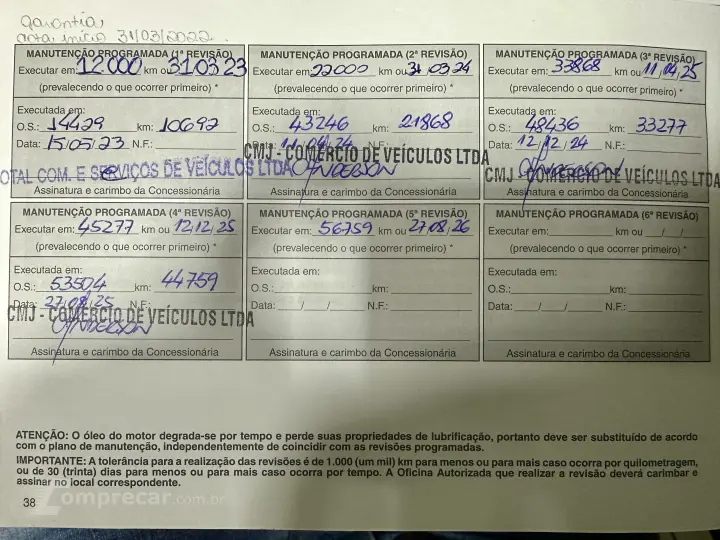 Garantia,
data início 31/03/2022.
MANUTENÇÃO PROGRAMADA (1ª REVISÃO)
Executar em: 12.000 km ou 31 03 23
(prevalecendo o que ocorrer primeiro) *
Executada em:
O.S.: 14429 km: 10692
Data: 15/05/23 N.F.:
OTAL COM. E SERVIÇOS DE VEÍCULOS LTDA
Assinatura e carimbo da Concessionária
MANUTENÇÃO PROGRAMADA (2ª REVISÃO)
Executar em: 22000 km ou 31 03 24
(prevalecendo o que ocorrer primeiro) *
Executada em:
O.S.: 43246 km: 21868
Data: 11/04/24 N.F.:
CMJ - COMÉRCIO DE VEÍCULOS LTDA
Anderson
Assinatura e carimbo da Concessionária
MANUTENÇÃO PROGRAMADA (3ª REVISÃO)
Executar em: 33868 km ou 11/04/25
(prevalecendo o que ocorrer primeiro) *
Executada em:
O.S.: 48436 km: 33277
Data: 12/12/24 N.F.:
CMJ - COMÉRCIO DE VEÍCULOS LTDA
Anderson
Assinatura e carimbo da Concessionária
MANUTENÇÃO PROGRAMADA (4ª REVISÃO)
Executar em: 45277 km ou 12/12/25
(prevalecendo o que ocorrer primeiro) *
Executada em:
O.S.: 53504 km: 44759
Data: 27/08/25 N.F.:
CMJ - COMÉRCIO DE VEÍCULOS LTDA
Anderson
Assinatura e carimbo da Concessionária
MANUTENÇÃO PROGRAMADA (5ª REVISÃO)
Executar em: 56759 km ou 27/08/26
(prevalecendo o que ocorrer primeiro) *
Executada em:
O.S.: km:
Data: / / N.F.:
Assinatura e carimbo da Concessionária
MANUTENÇÃO PROGRAMADA (6ª REVISÃO)
Executar em: km ou / /
(prevalecendo o que ocorrer primeiro) *
Executada em:
O.S.: km:
Data: / / N.F.:
Assinatura e carimbo da Concessionária
ATENÇÃO: O óleo do motor degrada-se por tempo e perde suas propriedades de lubrificação, portanto deve ser substituído de acordo
com o plano de manutenção, independentemente de coincidir com as revisões programadas.
IMPORTANTE: A tolerância para a realização das revisões é de 1.000 (um mil) km para menos ou para mais caso ocorra por quilometragem,
ou de 30 (trinta) dias para menos ou para mais caso ocorra por tempo. A Oficina Autorizada que realizar a revisão deverá carimbar e
assinar no local correspondente.
38
comprecar.com.br